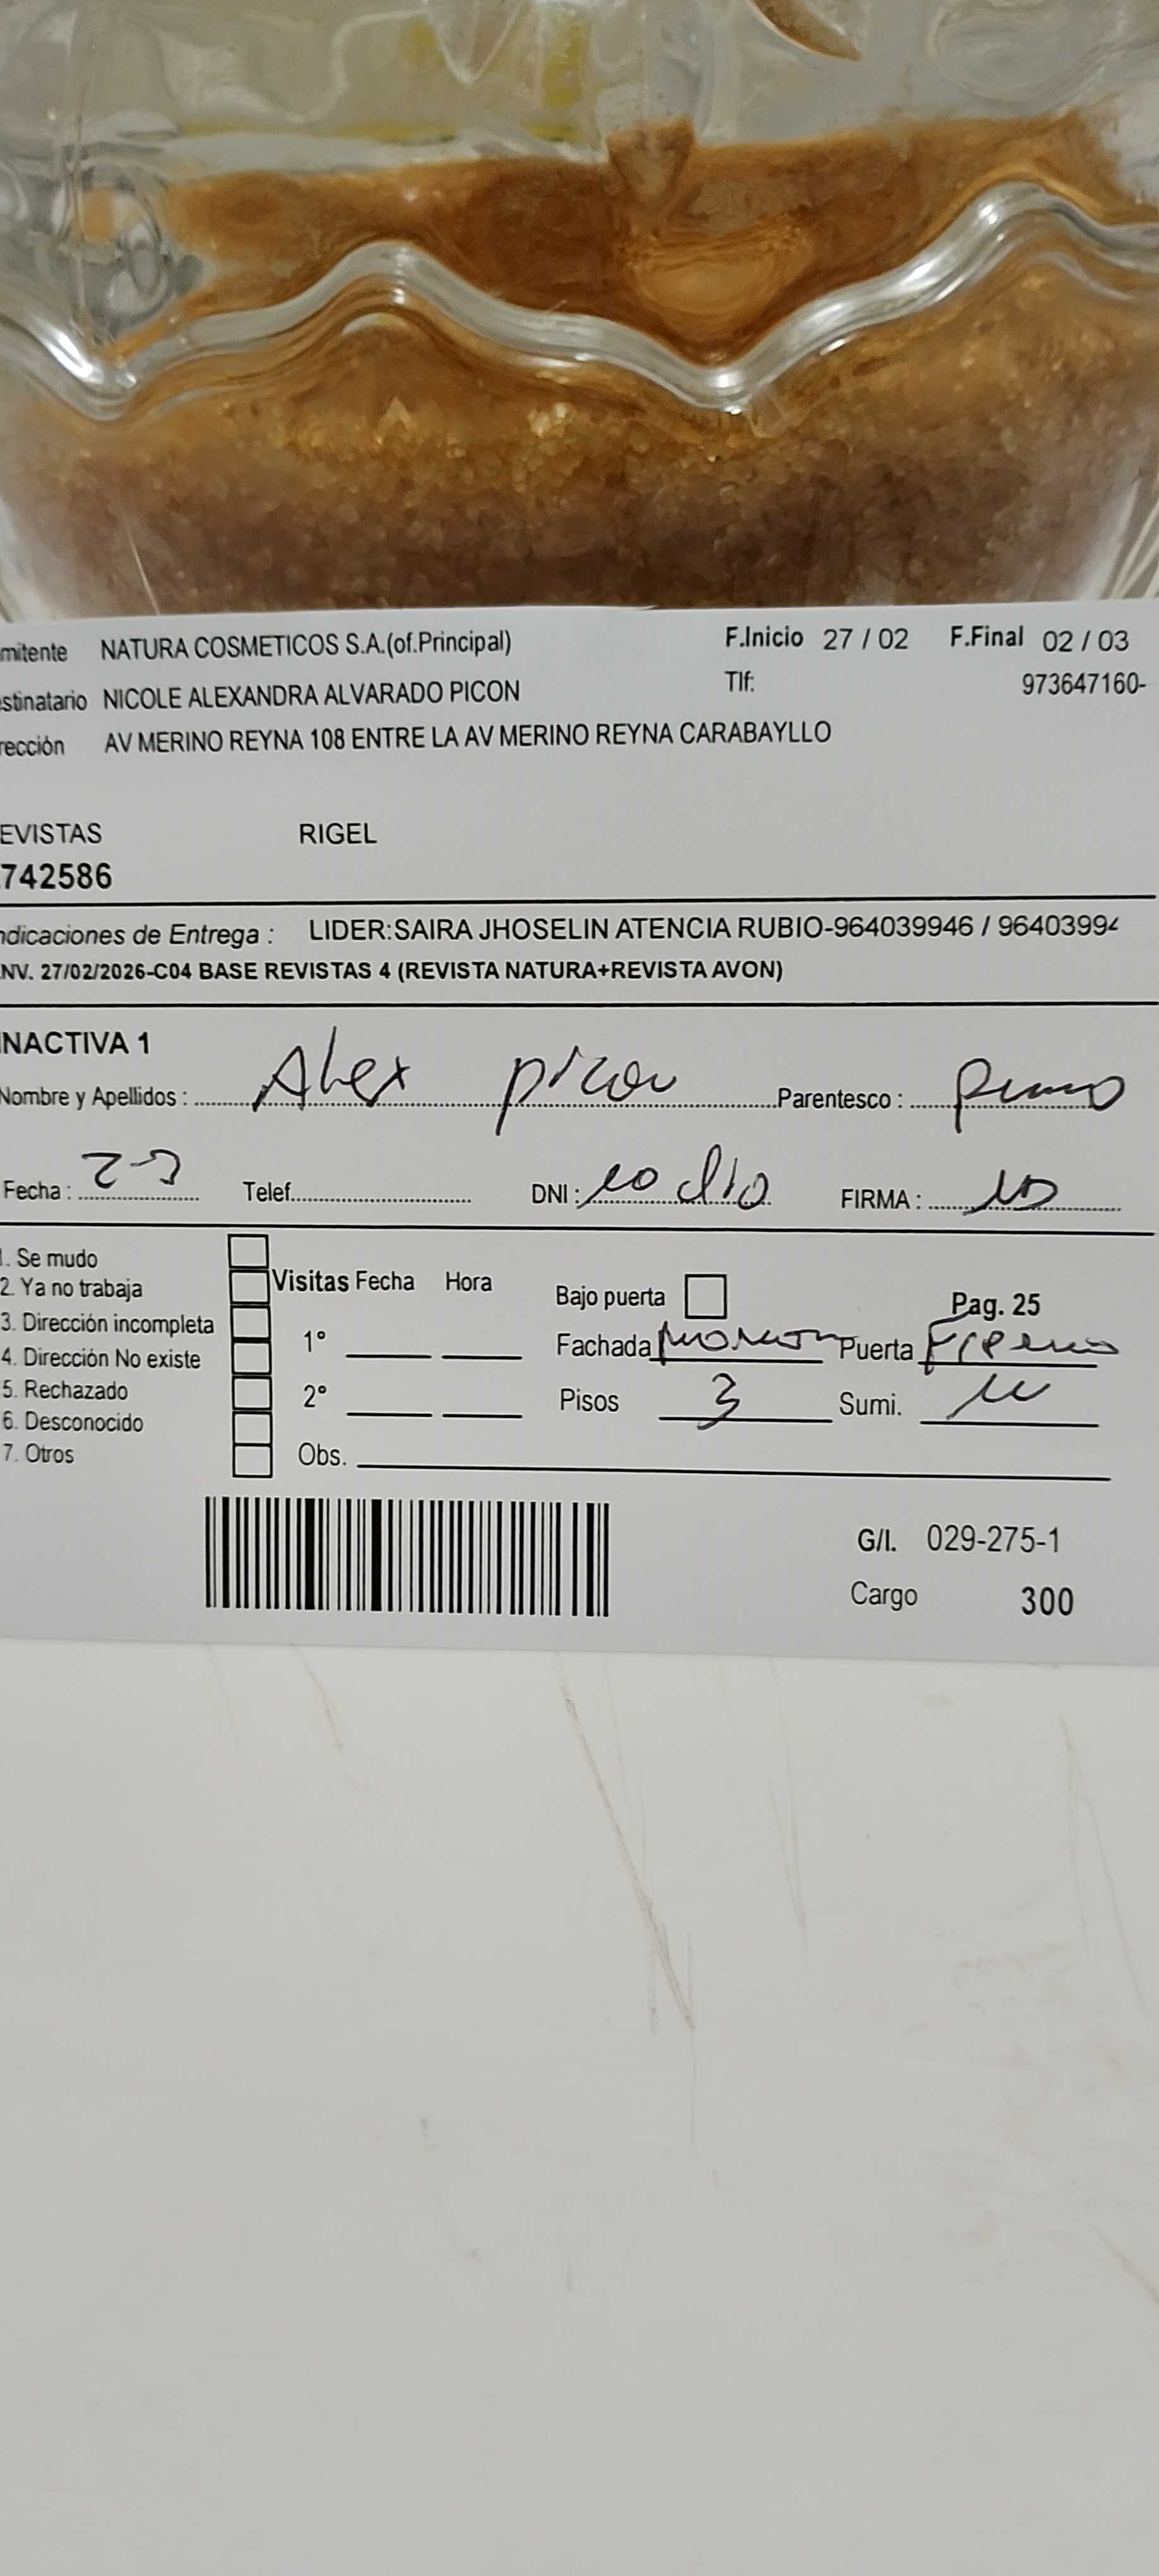 mitente NATURA COSMETICOS S.A.(of.Principal) F.Inicio 27 / 02 F.Final 02 / 03
stinatario NICOLE ALEXANDRA ALVARADO PICON Tlf: 973647160-
rección AV MERINO REYNA 108 ENTRE LA AV MERINO REYNA CARABAYLLO
EVISTAS RIGEL
742586
ndicaciones de Entrega : LIDER:SAIRA JHOSELIN ATENCIA RUBIO-964039946 / 96403994
NV. 27/02/2026-C04 BASE REVISTAS 4 (REVISTA NATURA+REVISTA AVON)
INACTIVA 1
Nombre y Apellidos : Alex picon Parentesco :
Fecha : Telef. DNI : FIRMA :
1. Se mudo
2. Ya no trabaja Visitas Fecha Hora Bajo puerta Pag. 25
3. Dirección incompleta 1° Fachada Puerta
4. Dirección No existe
5. Rechazado 2° Pisos 3 Sumi.
6. Desconocido
7. Otros Obs.
G/I. 029-275-1
Cargo 300